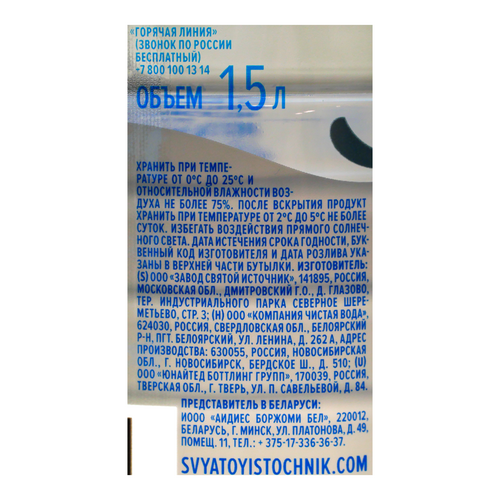 «ГОРЯЧАЯ ЛИНИЯ»
(ЗВОНОК ПО РОССИИ
БЕСПЛАТНЫЙ)
+7 800 100 13 14
ОБЪЕМ 1,5 Л
ХРАНИТЬ ПРИ ТЕМПЕ-
РАТУРЕ ОТ 0°С ДО 25°С И
ОТНОСИТЕЛЬНОЙ ВЛАЖНОСТИ ВОЗ-
ДУХА НЕ БОЛЕЕ 75%. ПОСЛЕ ВСКРЫТИЯ ПРОДУКТ
ХРАНИТЬ ПРИ ТЕМПЕРАТУРЕ ОТ 2°С ДО 5°С НЕ БОЛЕЕ
СУТОК. ИЗБЕГАТЬ ВОЗДЕЙСТВИЯ ПРЯМОГО СОЛНЕЧ-
НОГО СВЕТА. ДАТА ИСТЕЧЕНИЯ СРОКА ГОДНОСТИ, БУК-
ВЕННЫЙ КОД ИЗГОТОВИТЕЛЯ И ДАТА РОЗЛИВА УКА-
ЗАНЫ В ВЕРХНЕЙ ЧАСТИ БУТЫЛКИ. ИЗГОТОВИТЕЛЬ:
(S) ООО «ЗАВОД СВЯТОЙ ИСТОЧНИК», 141895, РОССИЯ,
МОСКОВСКАЯ ОБЛ., ДМИТРОВСКИЙ Г.О., Д. ГЛАЗОВО,
ТЕР. ИНДУСТРИАЛЬНОГО ПАРКА СЕВЕРНОЕ ШЕРЕ-
МЕТЬЕВО, СТР. 3; (Н) ООО «КОМПАНИЯ ЧИСТАЯ ВОДА»,
624030, РОССИЯ, СВЕРДЛОВСКАЯ ОБЛ., БЕЛОЯРСКИЙ
Р-Н, ПГТ. БЕЛОЯРСКИЙ, УЛ. ЛЕНИНА, Д. 262 А, АДРЕС
ПРОИЗВОДСТВА: 630055, РОССИЯ, НОВОСИБИРСКАЯ
ОБЛ., Г. НОВОСИБИРСК, БЕРДСКОЕ Ш., Д. 510; (U)
ООО «ЮНАЙТЕД БОТТЛИНГ ГРУПП», 170039, РОССИЯ,
ТВЕРСКАЯ ОБЛ., Г. ТВЕРЬ, УЛ. П. САВЕЛЬЕВОЙ, Д. 84.
ПРЕДСТАВИТЕЛЬ В БЕЛАРУСИ:
ИООО «АИДИЕС БОРЖОМИ БЕЛ», 220012,
БЕЛАРУСЬ, Г. МИНСК, УЛ. ПЛАТОНОВА, Д. 49,
ПОМЕЩ. 11, ТЕЛ.: + 375-17-336-36-37.
SVYATOYISTOCHNIK.COM